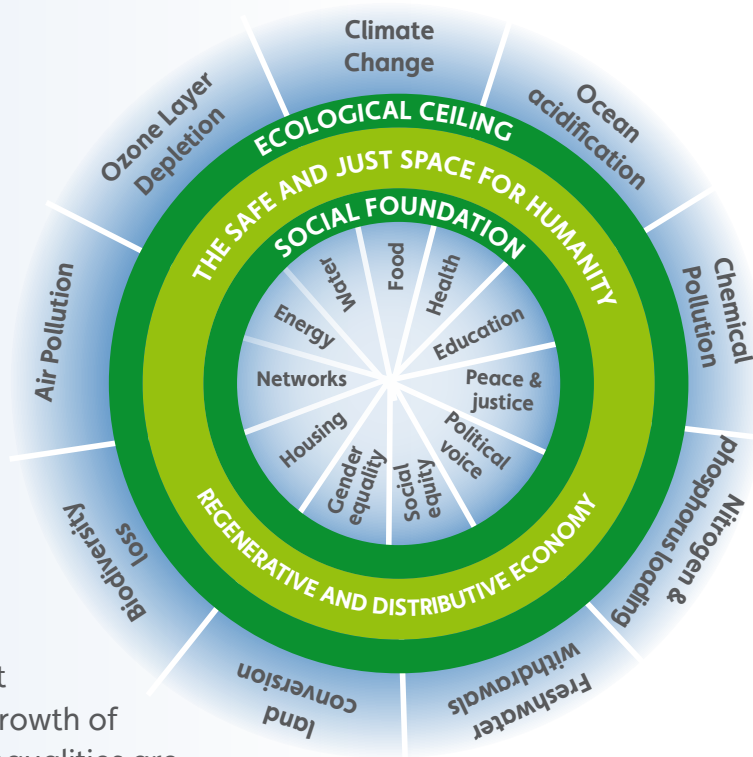 Climate
Change
Ocean
acidification
Chemical
Pollution
Nitrogen &
phosphorus loading
Freshwater
withdrawals
land
conversion
Biodiversity
loss
Air Pollution
Ozone Layer
Depletion
ECOLOGICAL CEILING
THE SAFE AND JUST SPACE FOR HUMANITY
SOCIAL FOUNDATION
Food
Health
Education
Peace &
justice
Political
voice
Social
equity
Gender
equality
Housing
Networks
Energy
Water
REGENERATIVE AND DISTRIBUTIVE ECONOMY
rowth of